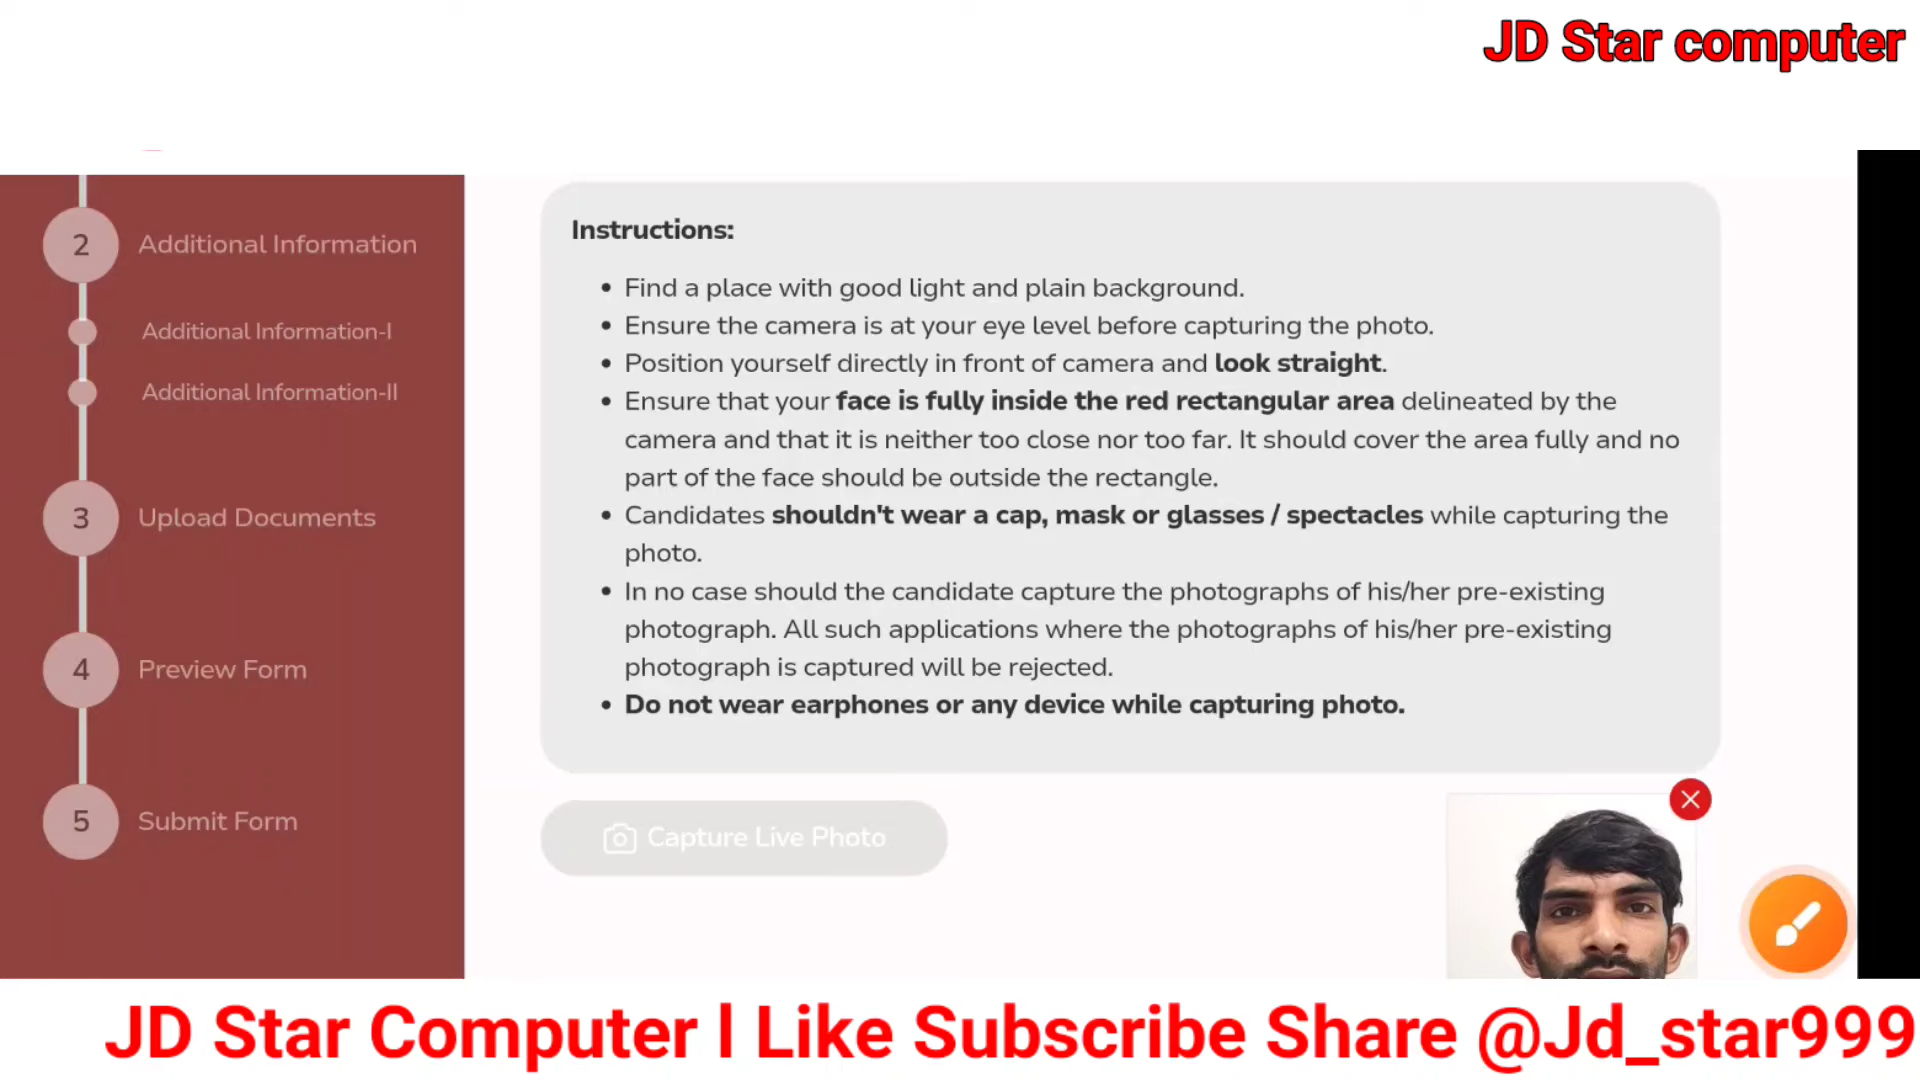 JD Star computer
2 Additional Information
Additional Information-I
Additional Information-II
3 Upload Documents
4 Preview Form
5 Submit Form
Instructions:
• Find a place with good light and plain background.
• Ensure the camera is at your eye level before capturing the photo.
• Position yourself directly in front of camera and look straight.
• Ensure that your face is fully inside the red rectangular area delineated by the
camera and that it is neither too close nor too far. It should cover the area fully and no
part of the face should be outside the rectangle.
• Candidates shouldn't wear a cap, mask or glasses / spectacles while capturing the
photo.
• In no case should the candidate capture the photographs of his/her pre-existing
photograph. All such applications where the photographs of his/her pre-existing
photograph is captured will be rejected.
• Do not wear earphones or any device while capturing photo.
Capture Live Photo
JD Star Computer l Like Subscribe Share @Jd_star999